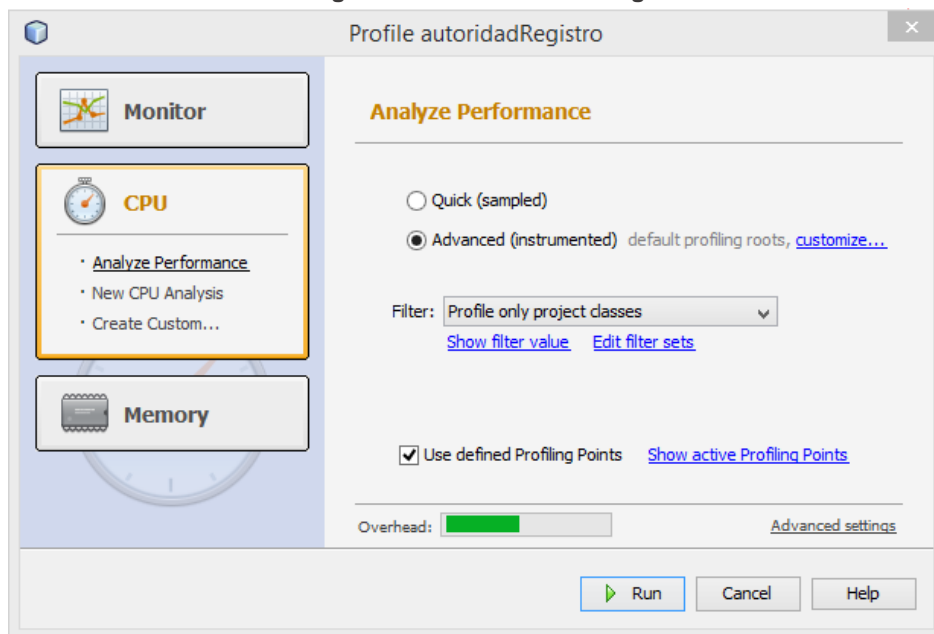 Profile autoridadRegistro
Monitor
CPU
Analyze Performance
New CPU Analysis
Create Custom...
Memory
Analyze Performance
Quick (sampled)
Advanced (instrumented) default profiling roots, customize...
Filter: Profile only project classes
Show filter value Edit filter sets
Use defined Profiling Points Show active Profiling Points
Overhead: Advanced settings
Run Cancel Help